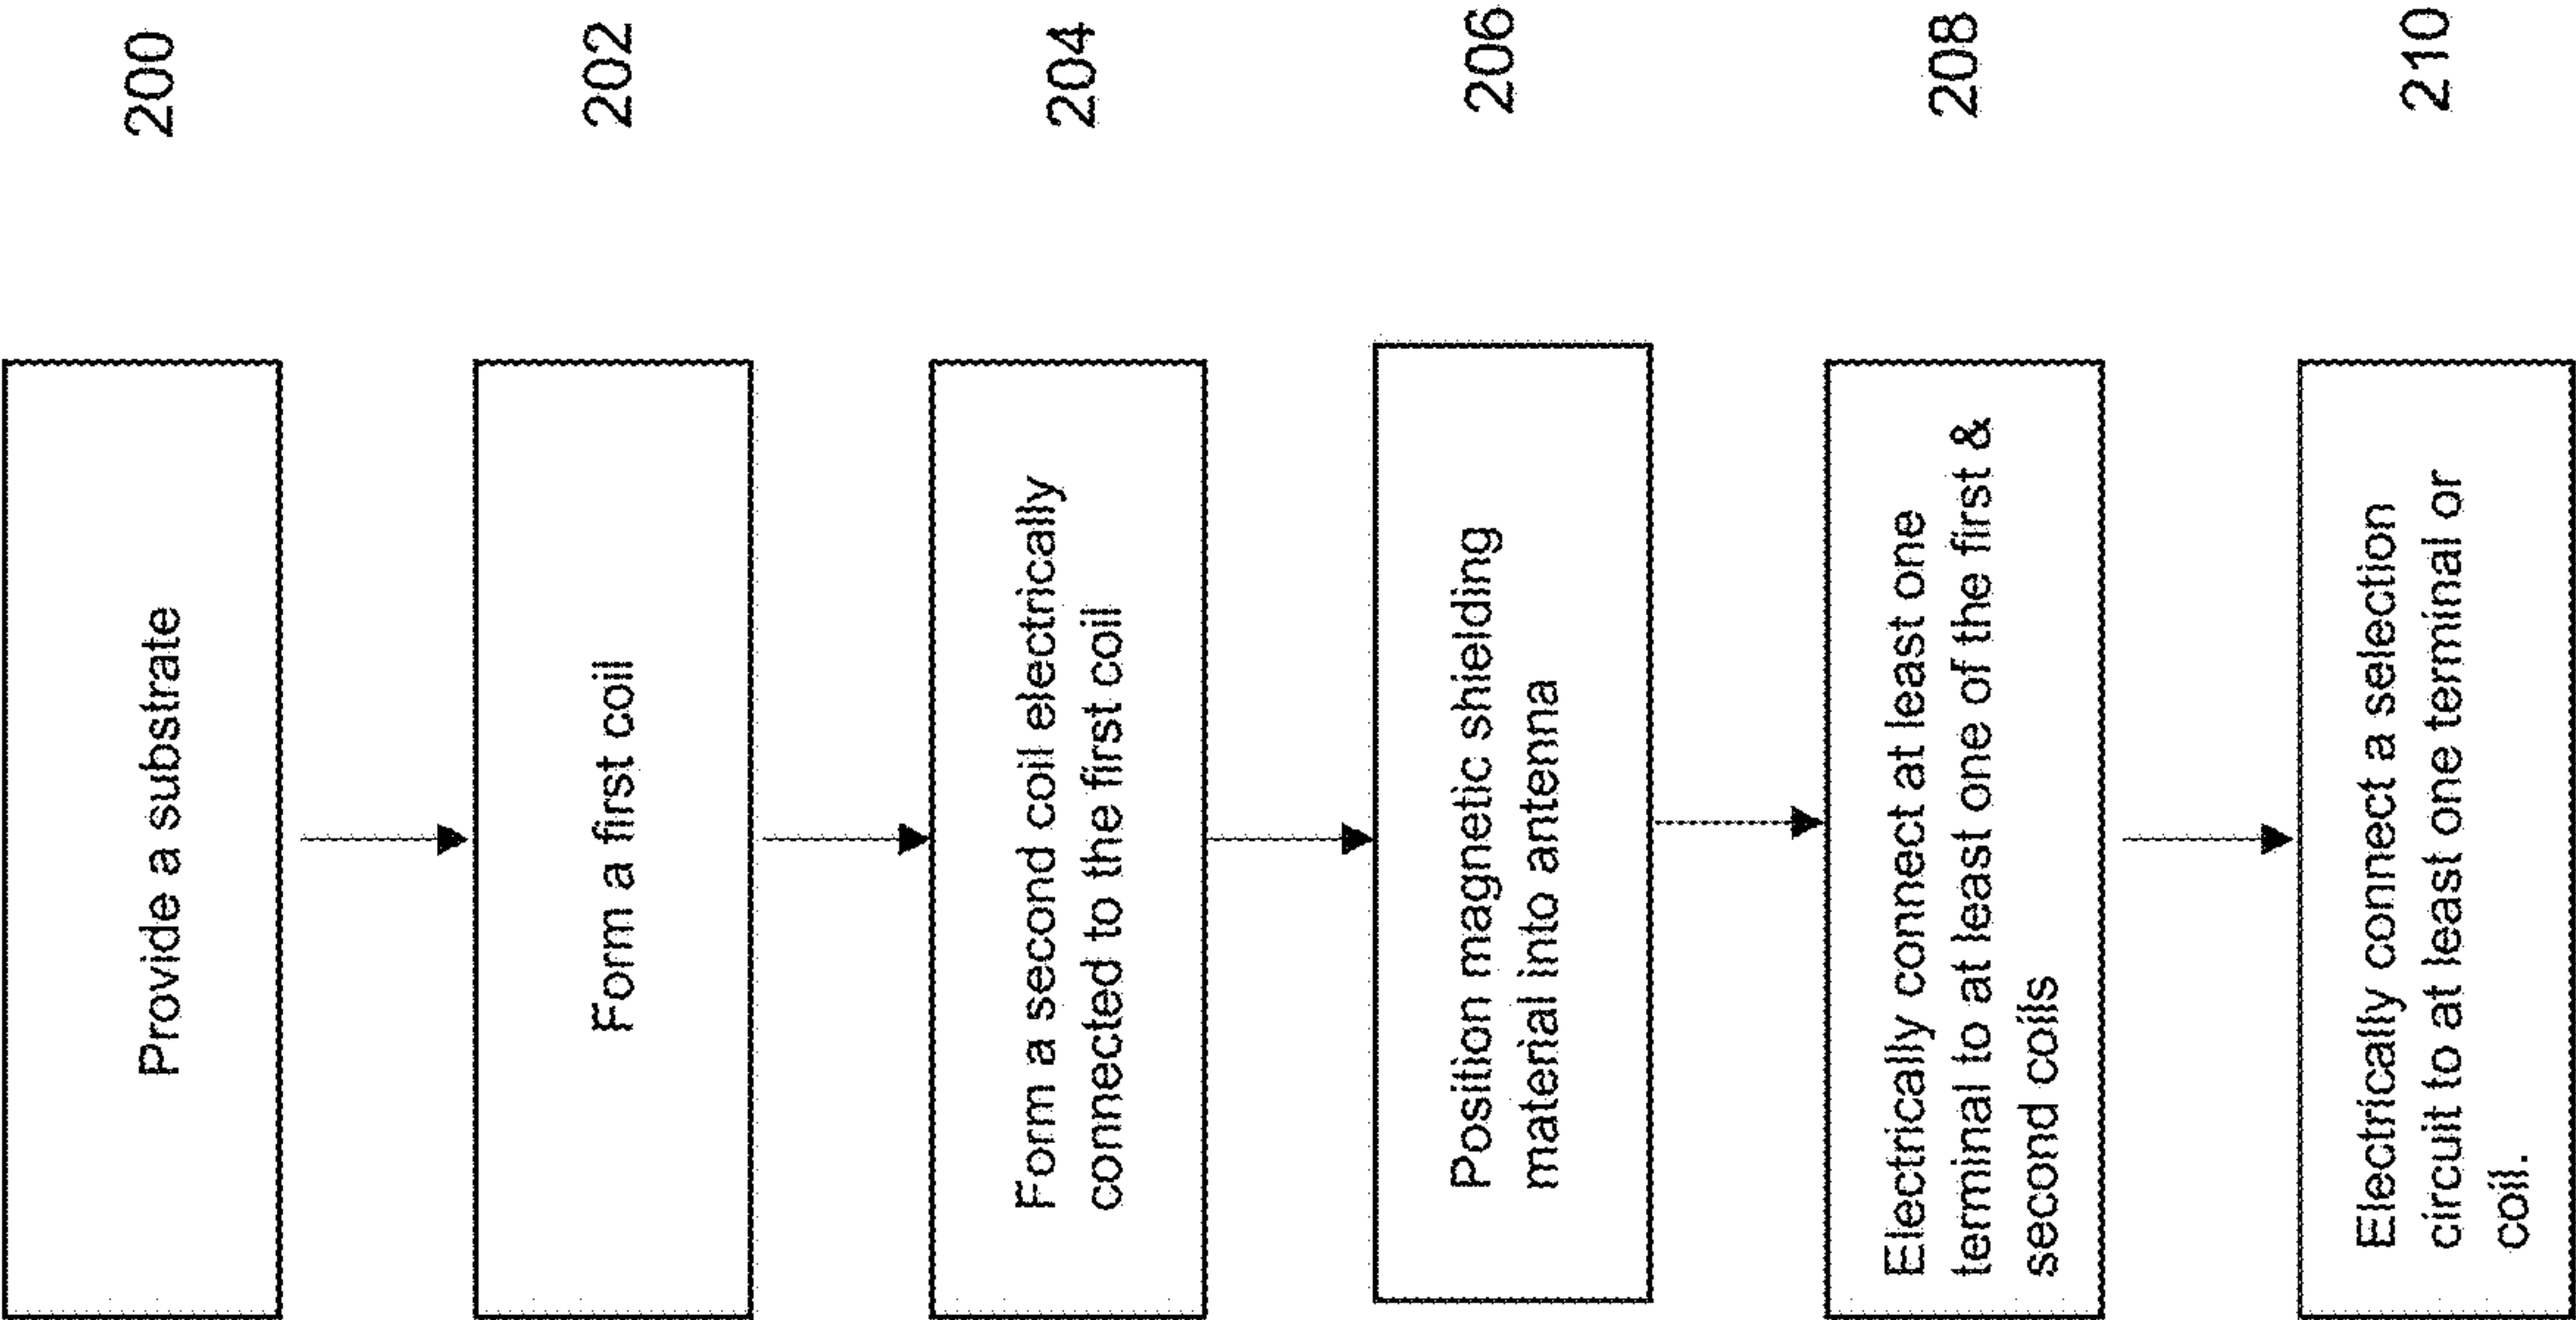 Provide a substrate
200
Form a first coil
202
Form a second coil electrically
connected to the first coil
204
Position magnetic shielding
material into antenna
206
Electrically connect at least one
terminal to at least one of the first &
second coils
208
Electrically connect a selection
circuit to at least one terminal or
coil.
210